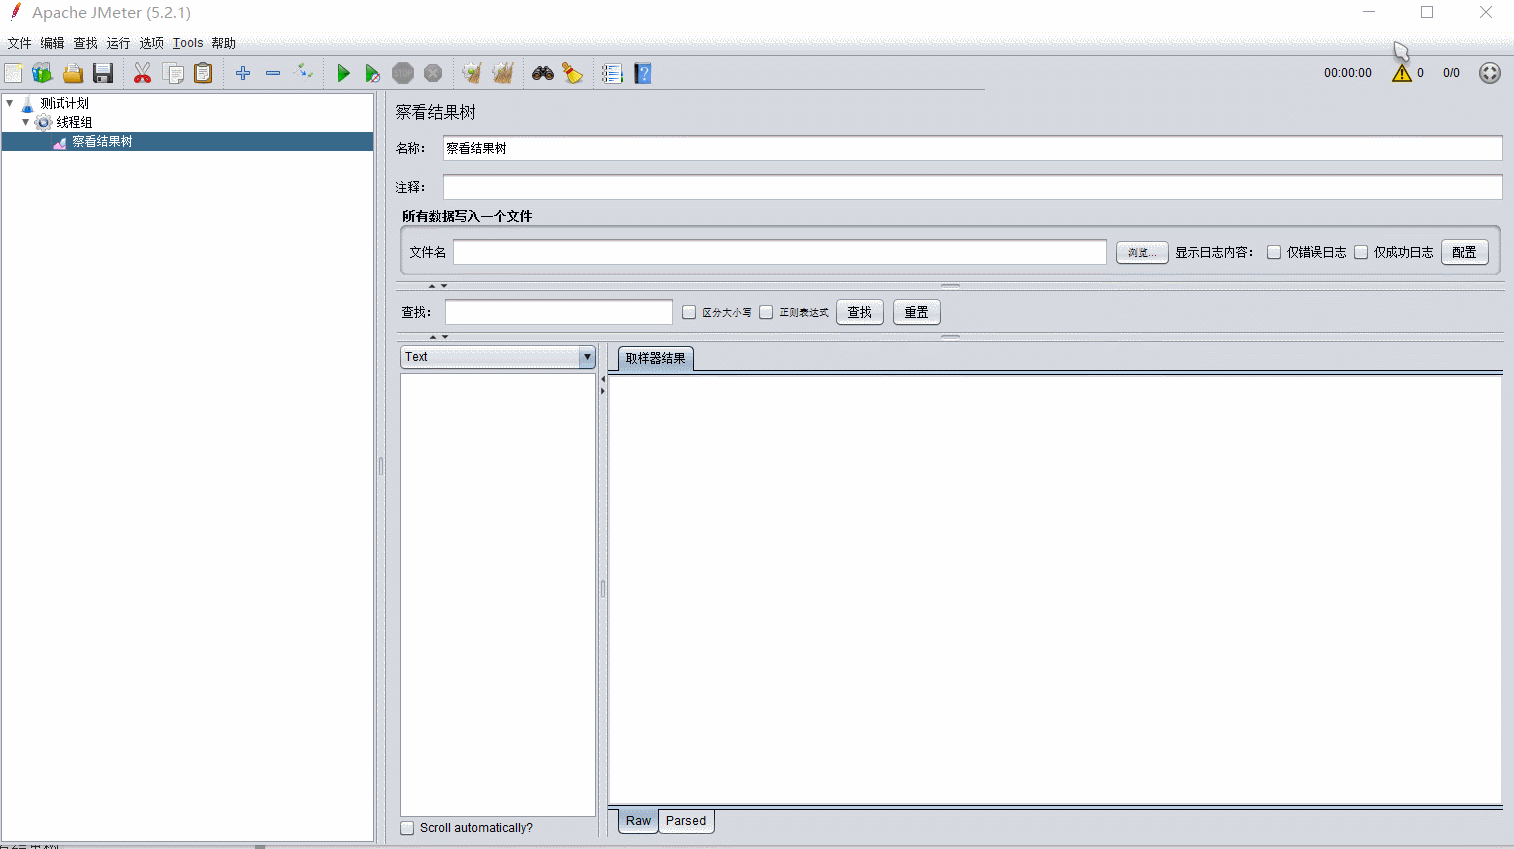 Apache JMeter (5.2.1)
文件 编辑 查找 运行 选项 Tools 帮助
STOP ? 00:00:00 0 0/0
测试计划
线程组
察看结果树
察看结果树
名称： 察看结果树
注释：
所有数据写入一个文件
文件名 浏览... 显示日志内容： 仅错误日志 仅成功日志 配置
查找： 区分大小写 正则表达式 查找 重置
Text 取样器结果
Raw Parsed
Scroll automatically?